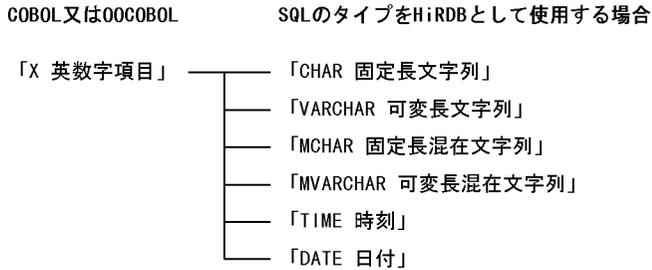 COBOL又はOOCOBOL SQLのタイプをHiRDBとして使用する場合
「X 英数字項目」 「CHAR 固定長文字列」
「VARCHAR 可変長文字列」
「MCHAR 固定長混在文字列」
「MVARCHAR 可変長混在文字列」
「TIME 時刻」
「DATE 日付」